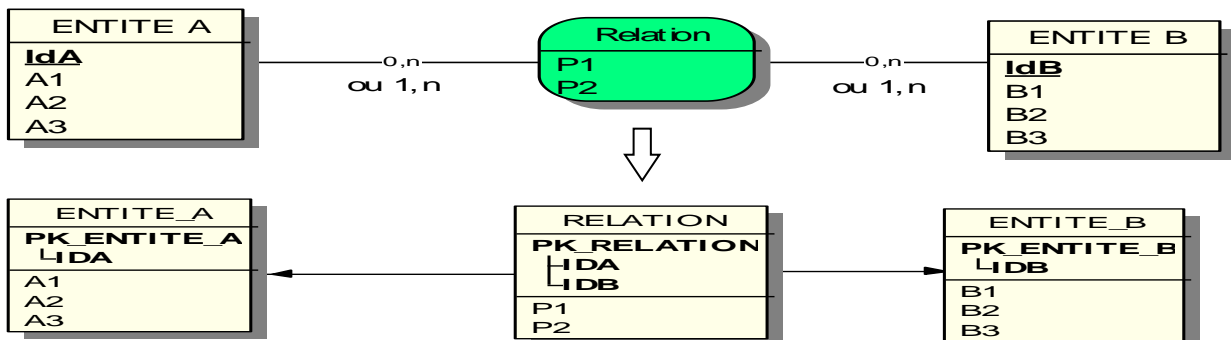 ENTITE A
IdA
A1
A2
A3
0,n
ou 1,n
Relation
P1
P2
0,n
ou 1,n
ENTITE B
IdB
B1
B2
B3
ENTITE_A
PK_ENTITE_A
IDA
A1
A2
A3
RELATION
PK_RELATION
IDA
IDB
P1
P2
ENTITE_B
PK_ENTITE_B
IDB
B1
B2
B3